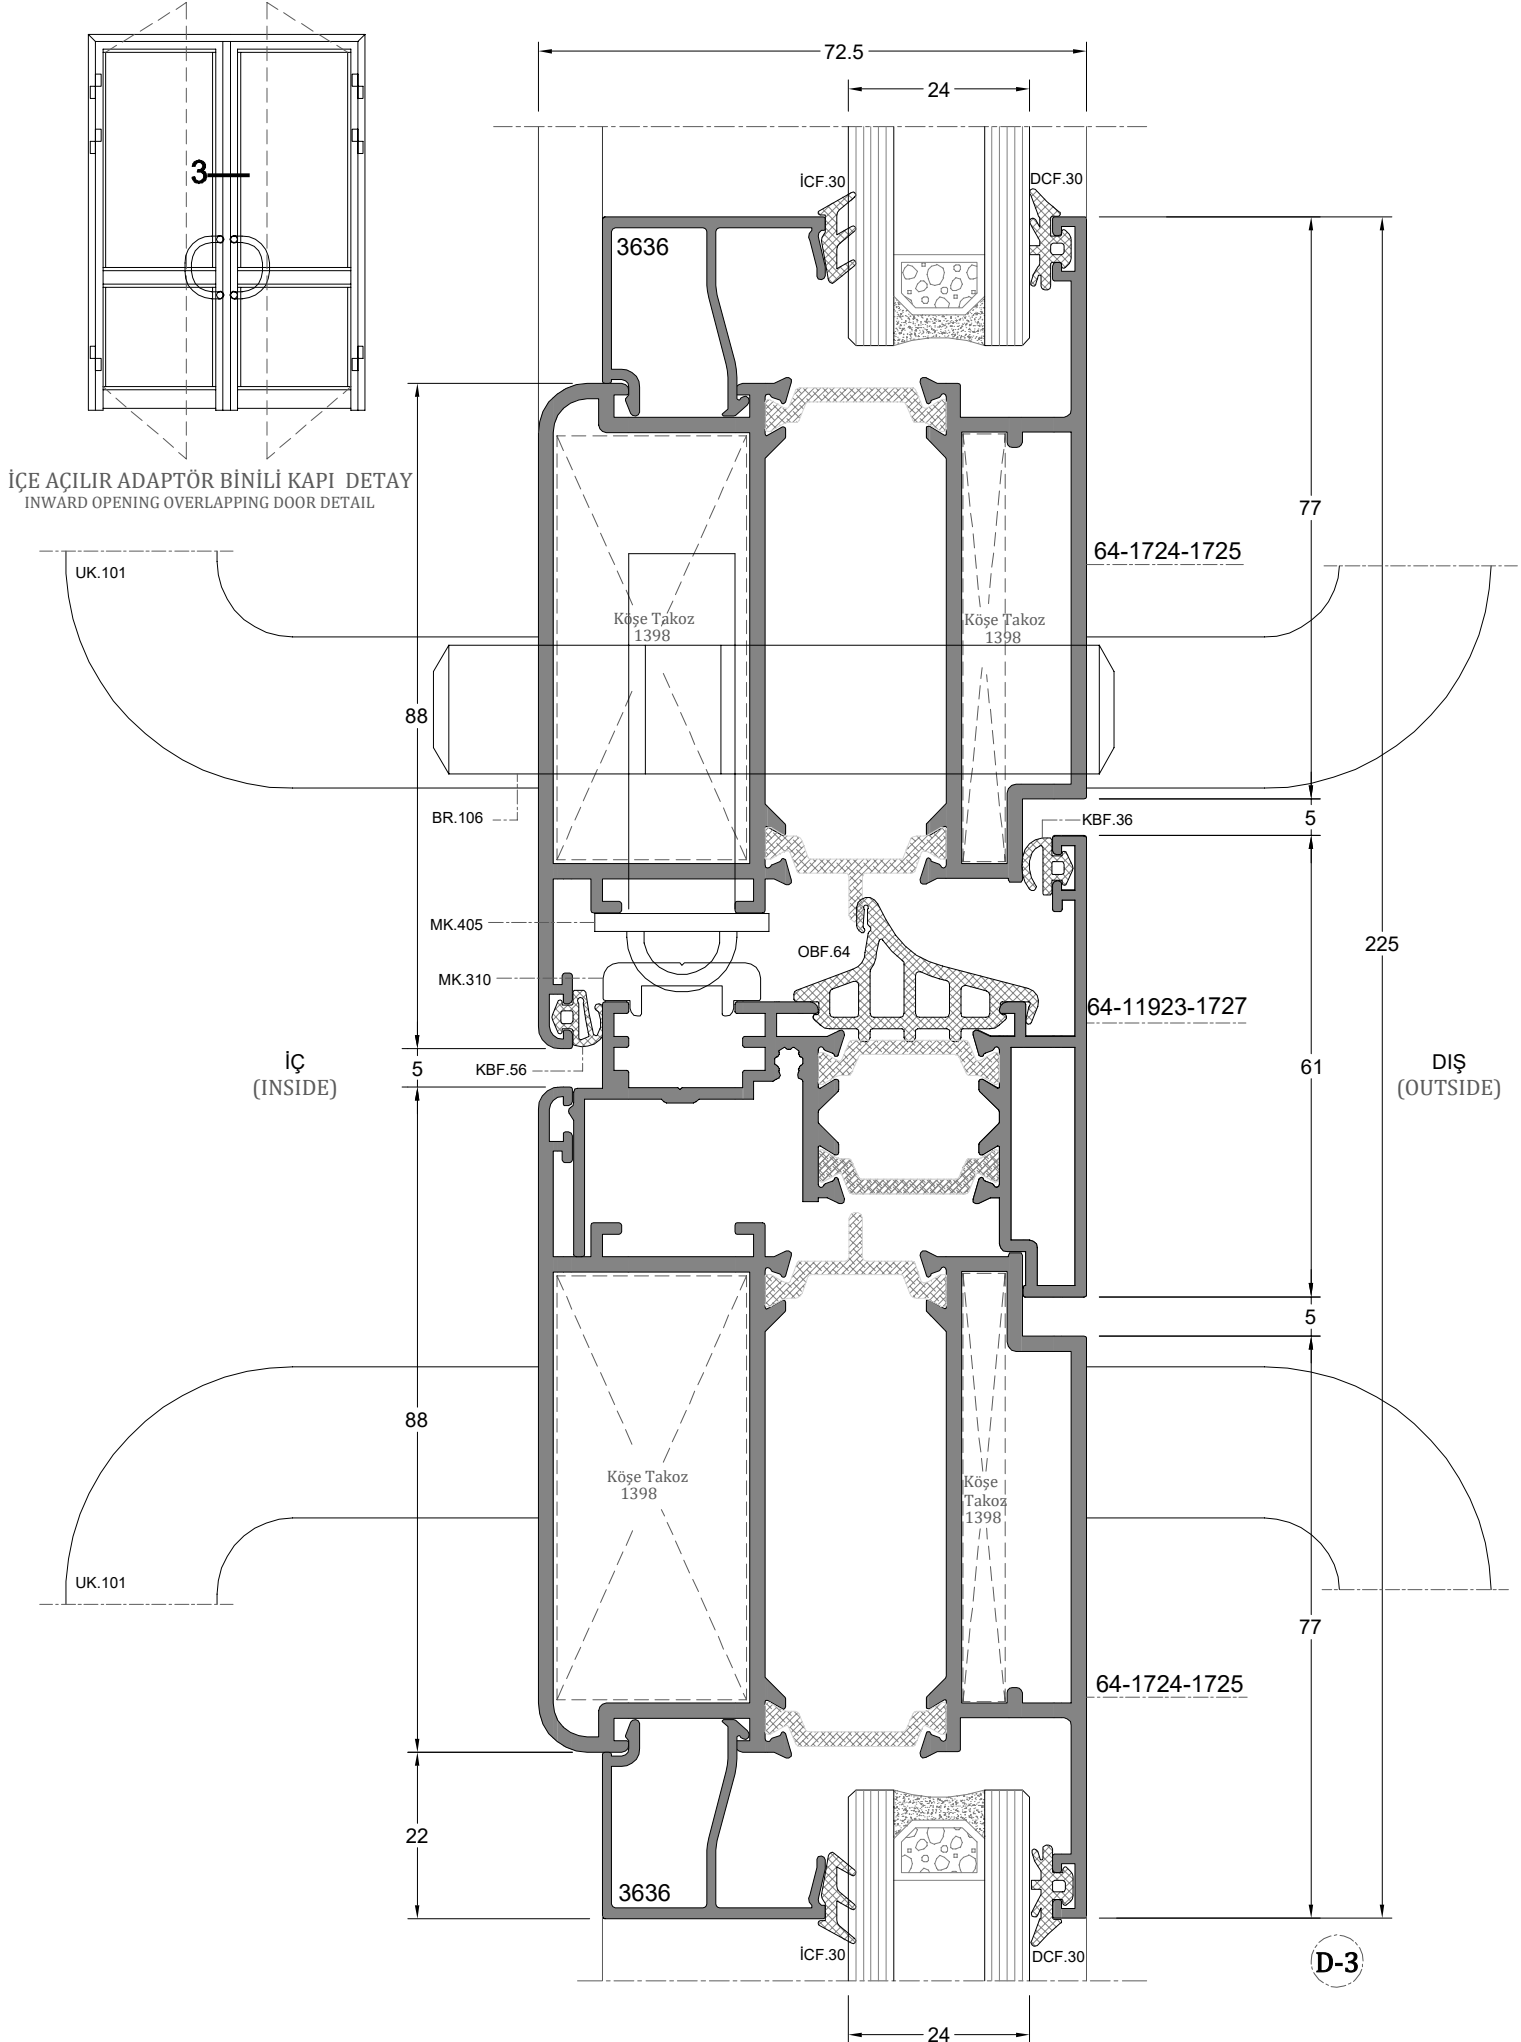 72.5
24
3
İCF.30
DCF.30
3636
İÇE AÇILIR ADAPTÖR BİNİLİ KAPI DETAY
INWARD OPENING OVERLAPPING DOOR DETAIL
77
64-1724-1725
UK.101
Köşe Takoz
1398
Köşe Takoz
1398
88
BR.106
5
KBF.36
MK.405
OBF.64
225
MK.310
64-11923-1727
İÇ
(INSIDE)
5
KBF.56
61
DIŞ
(OUTSIDE)
5
88
Köşe Takoz
1398
Köşe
Takoz
1398
UK.101
77
64-1724-1725
22
3636
İCF.30
DCF.30
D-3
24